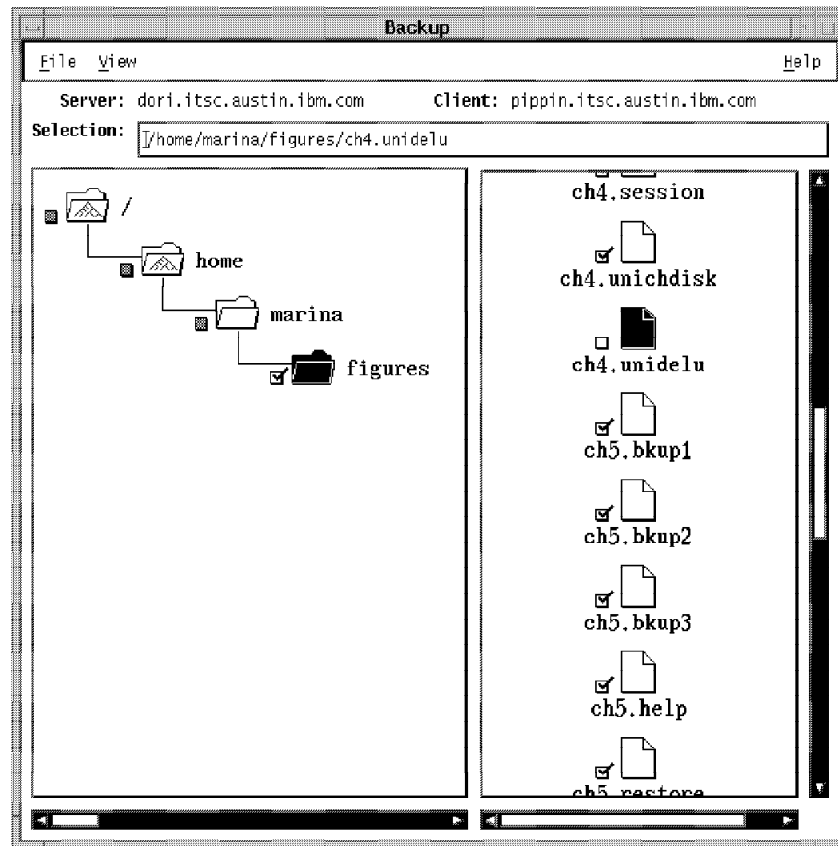 Backup
File View Help
Server: dori.itsc.austin.ibm.com Client: pippin.itsc.austin.ibm.com
Selection: /home/marina/figures/ch4.unidelu
/
home
marina
figures
ch4.session
ch4.unichdisk
ch4.unidelu
ch5.bkup1
ch5.bkup2
ch5.bkup3
ch5.help
ch5.restore